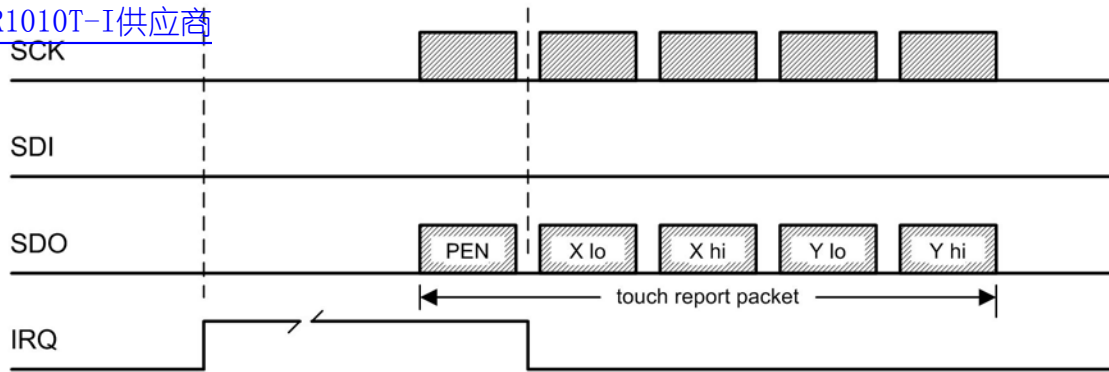 R1010T-I供应商
SCK
SDI
SDO
PEN
X lo
X hi
Y lo
Y hi
touch report packet
IRQ